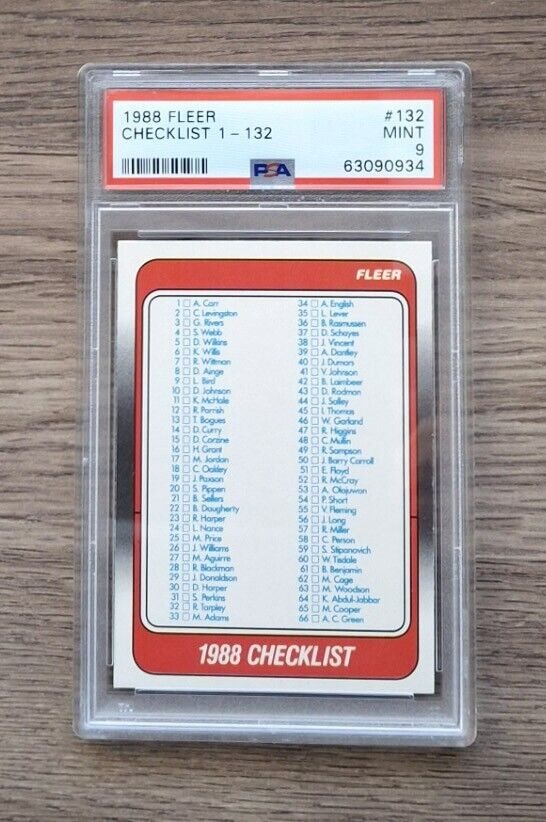 1988 FLEER #132
CHECKLIST 1-132 MINT
9
PSA 63090934
FLEER
1 A. Carr
2 C. Levingston
3 G. Rivers
4 S. Webb
5 D. Wilkins
6 K. Willis
7 R. Wittman
8 D. Ainge
9 L. Bird
10 D. Johnson
11 K. McHale
12 R. Parrish
13 T. Bogues
14 D. Curry
15 D. Corzine
16 H. Grant
17 M. Jordan
18 C. Oakley
19 J. Paxson
20 S. Pippen
21 B. Sellers
22 B. Daugherty
23 R. Harper
24 L. Nance
25 M. Price
26 J. Williams
27 M. Aguirre
28 R. Blackman
29 J. Donaldson
30 D. Harper
31 S. Perkins
32 R. Tarpley
33 M. Adams
34 A. English
35 L. Lever
36 B. Rasmussen
37 D. Schayes
38 J. Vincent
39 A. Dantley
40 J. Dumars
41 V. Johnson
42 B. Laimbeer
43 D. Rodman
44 J. Salley
45 I. Thomas
46 W. Garland
47 R. Higgins
48 C. Mullin
49 R. Sampson
50 J. Barry Carroll
51 E. Floyd
52 R. McCray
53 A. Olajuwon
54 P. Short
55 V. Fleming
56 J. Long
57 R. Miller
58 C. Person
59 S. Stipanovich
60 W. Tisdale
61 B. Benjamin
62 M. Cage
63 M. Woodson
64 K. Abdul-Jabbar
65 M. Cooper
66 A.C. Green
1988 CHECKLIST